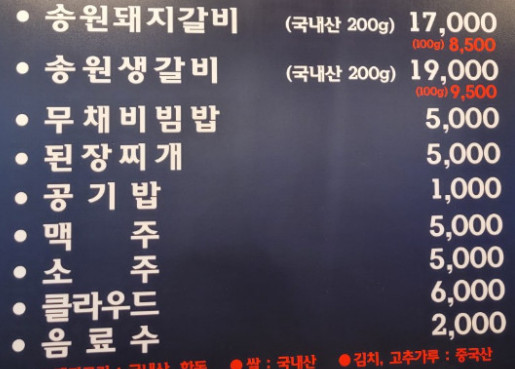 • 송원돼지갈비 (국내산 200g) 17,000
(100g) 8,500
• 송원생갈비 (국내산 200g) 19,000
(100g) 9,500
• 무채비빔밥 5,000
• 된장찌개 5,000
• 공기밥 1,000
• 맥주 5,000
• 소주 5,000
• 클라우드 6,000
• 음료수 2,000
: 국내산 ● 쌀 : 국내산 ● 김치, 고추가루 : 중국산